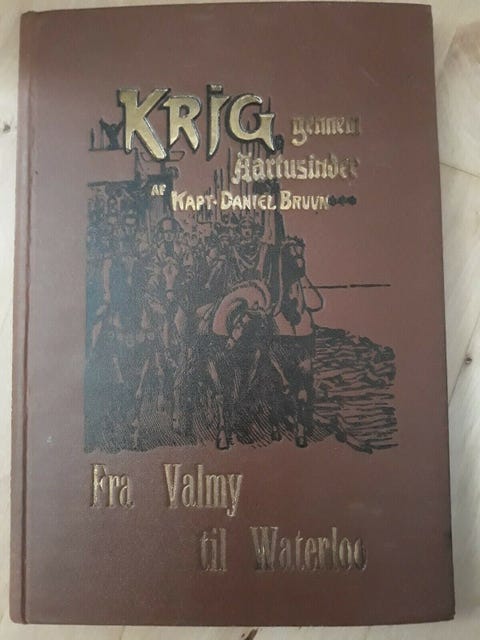 KRIG gennem
Aartusinder
AF KAPT. DANIEL BRUUN
Fra Valmy
til Waterloo